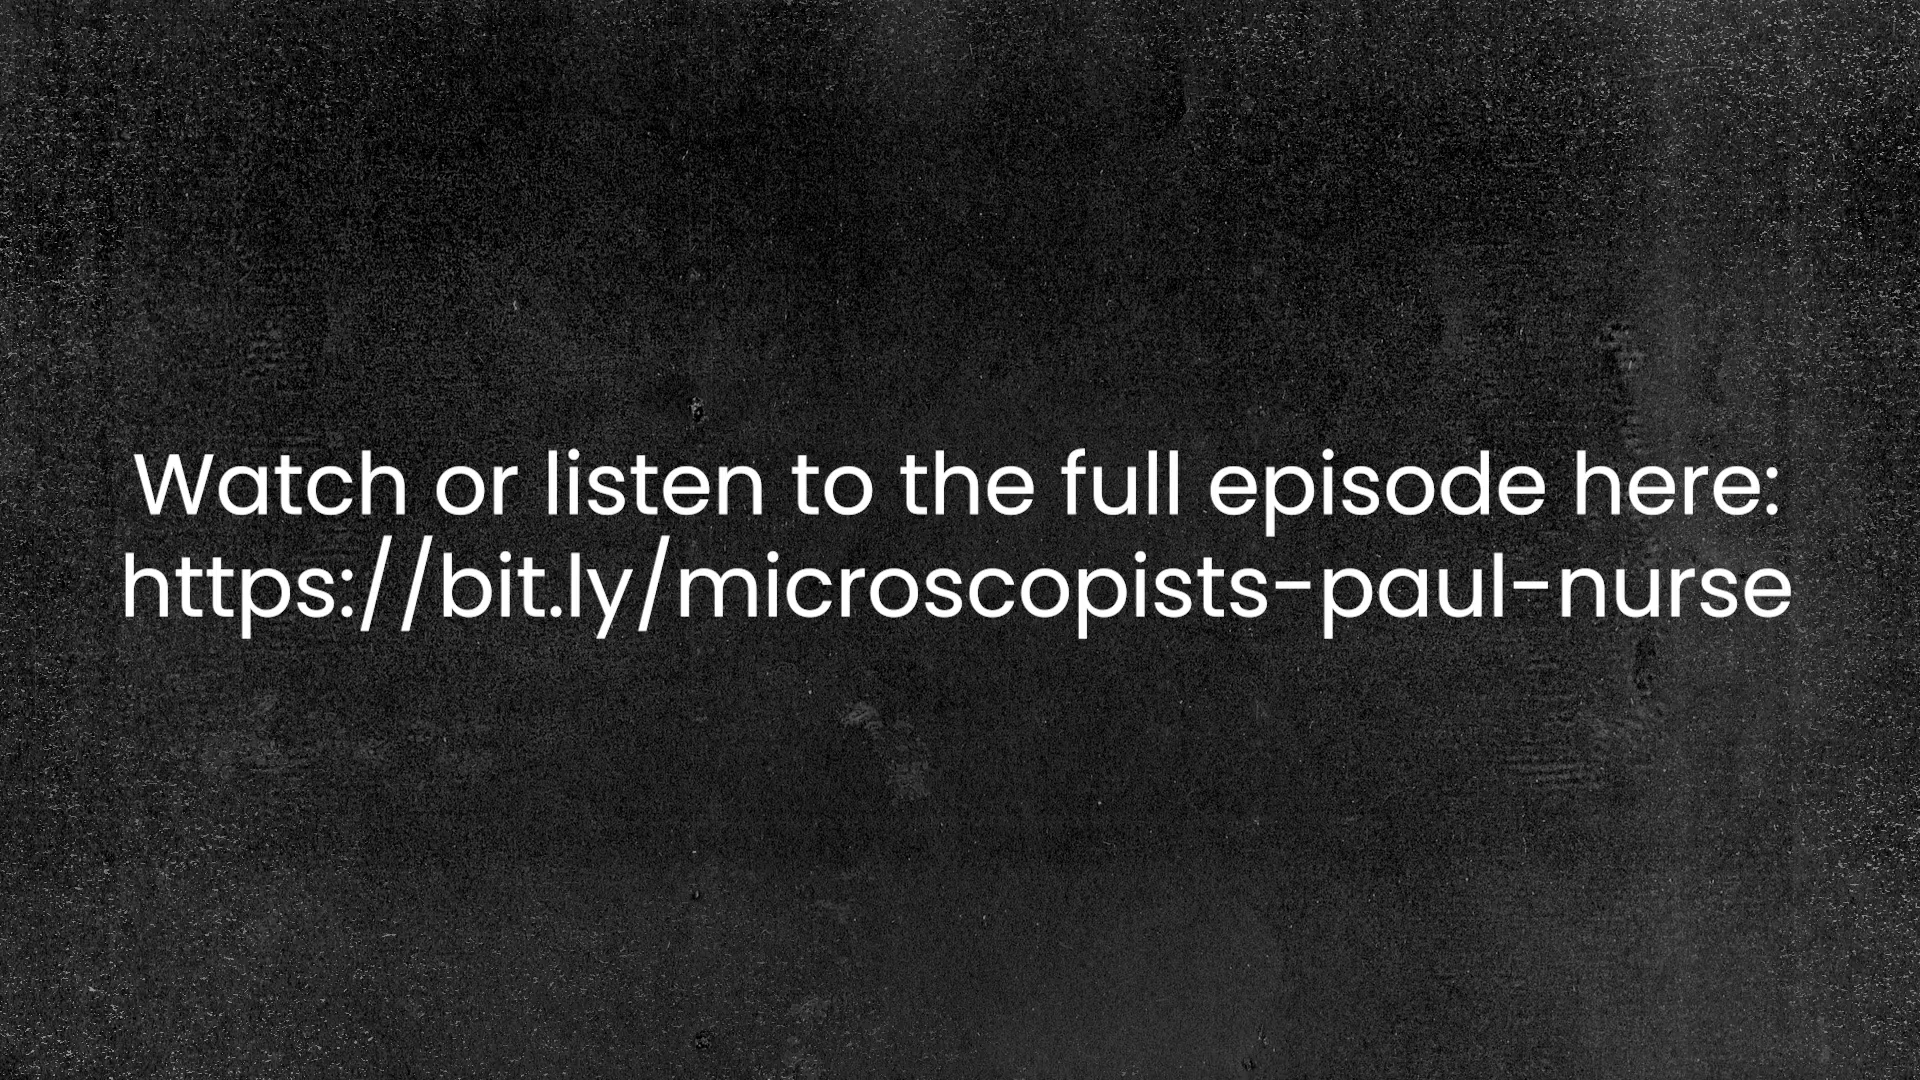 Watch or listen to the full episode here:
https://bit.ly/microscopists-paul-nurse